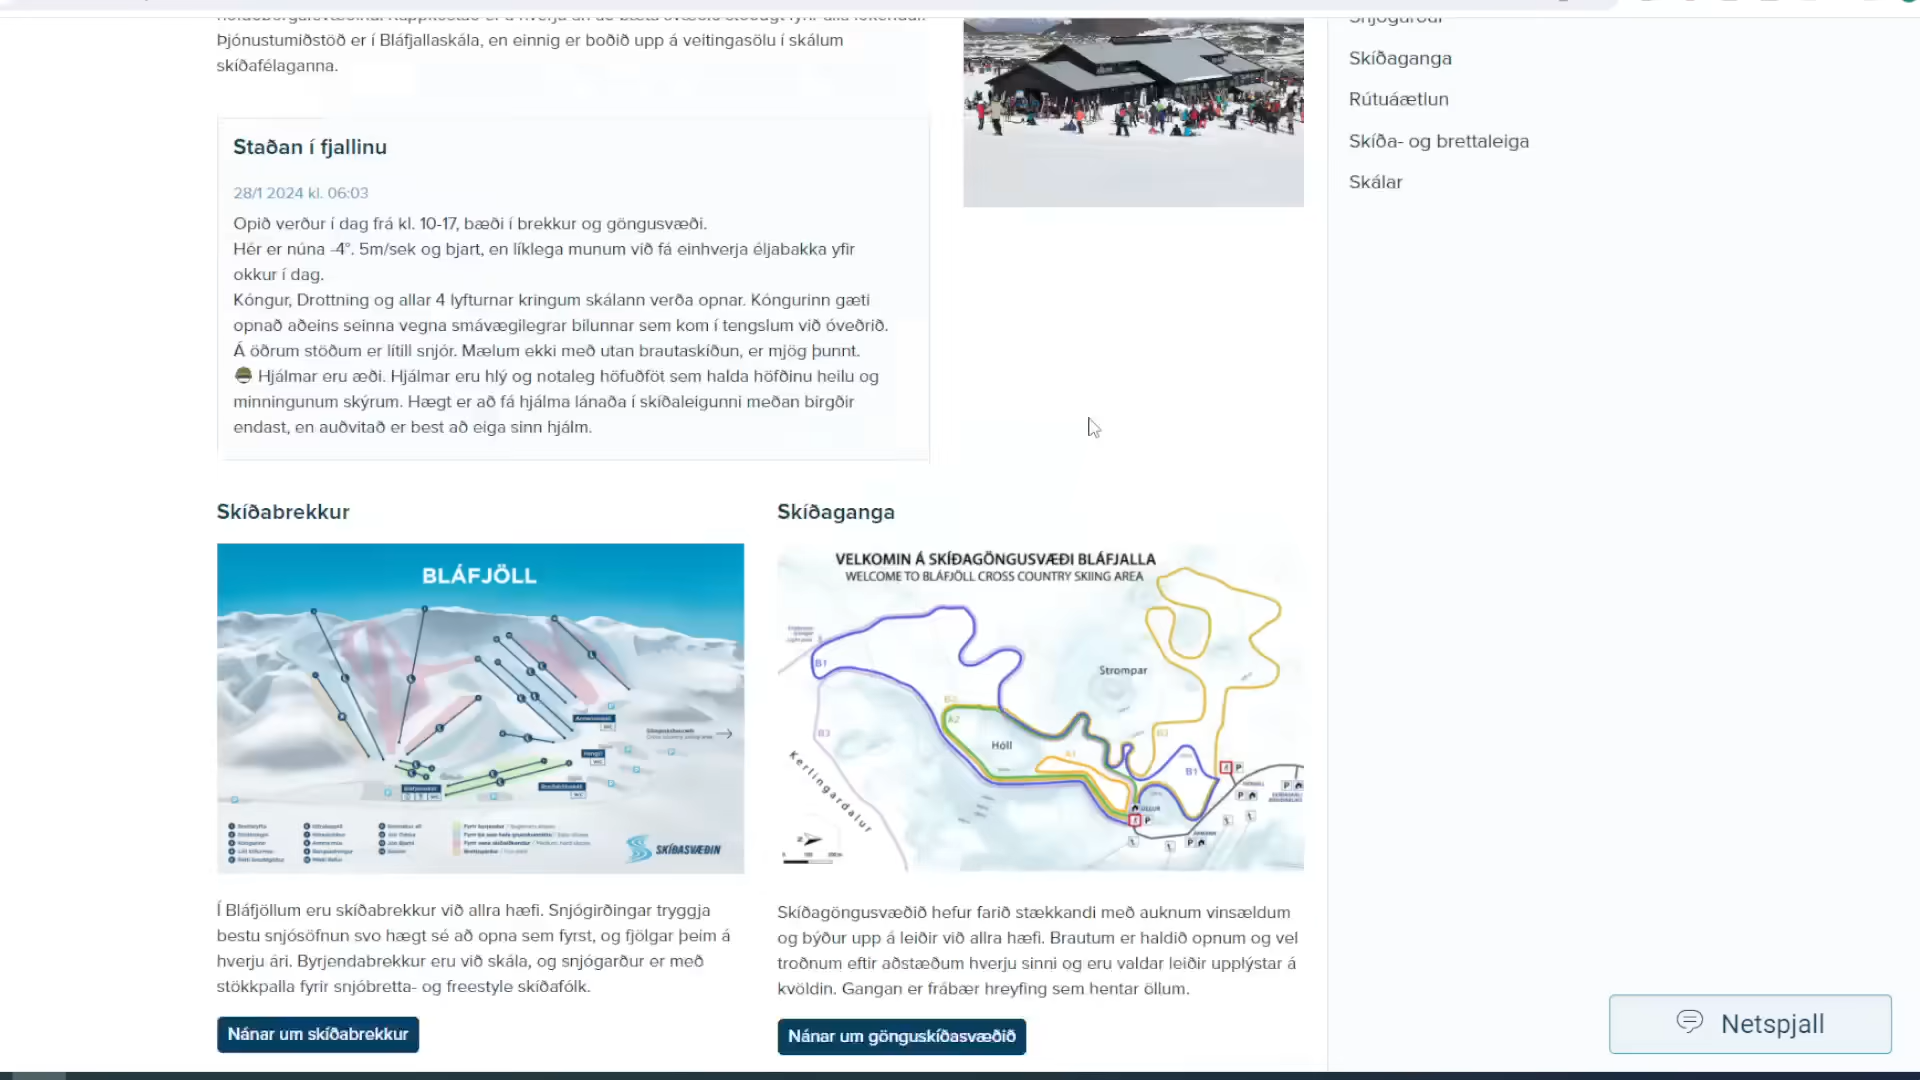 Þjónustumiðstöð er í Bláfjallaskála, en einnig er boðið upp á veitingasölu í skálum
skíðafélaganna.
Staðan í fjallinu
28/1 2024 kl. 06:03
Opið verður í dag frá kl. 10-17, bæði í brekkur og göngusvæði.
Hér er núna -4°. 5m/sek og bjart, en líklega munum við fá einhverja éljabakka yfir
okkur í dag.
Kóngur, Drottning og allar 4 lyfturnar kringum skálann verða opnar. Kóngurinn gæti
opnað aðeins seinna vegna smávægilegrar bilunnar sem kom í tengslum við óveðrið.
Á öðrum stöðum er lítill snjór. Mælum ekki með utan brautaskíðun, er mjög þunnt.
Hjálmar eru æði. Hjálmar eru hlý og notaleg höfuðföt sem halda höfðinu heilu og
minningunum skýrum. Hægt er að fá hjálma lánaða í skíðaleigunni meðan birgðir
endast, en auðvitað er best að eiga sinn hjálm.
Skíðabrekkur
BLÁFJÖLL
SKÍÐASVÆÐIN
Í Bláfjöllum eru skíðabrekkur við allra hæfi. Snjógirðingar tryggja
bestu snjósöfnun svo hægt sé að opna sem fyrst, og fjölgar þeim á
hverju ári. Byrjendabrekkur eru við skála, og snjógarður er með
stökkpalla fyrir snjóbretta- og freestyle skíðafólk.
Nánar um skíðabrekkur
Skíðaganga
VELKOMIN Á SKÍÐAGÖNGUSVÆÐI BLÁFJALLA
WELCOME TO BLÁFJÖLL CROSS COUNTRY SKIING AREA
B1
Strompar
B2
A2
B3
Höll
A1
B2
B1
Kerlingardalur
P
P
P
P
P
Skíðagöngusvæðið hefur farið stækkandi með auknum vinsældum
og býður upp á leiðir við allra hæfi. Brautum er haldið opnum og vel
troðnum eftir aðstæðum hverju sinni og eru valdar leiðir upplýstar á
kvöldin. Gangan er frábær hreyfing sem hentar öllum.
Nánar um gönguskíðasvæðið
Skíðaganga
Rútuáætlun
Skíða- og brettaleiga
Skálar
Netspjall